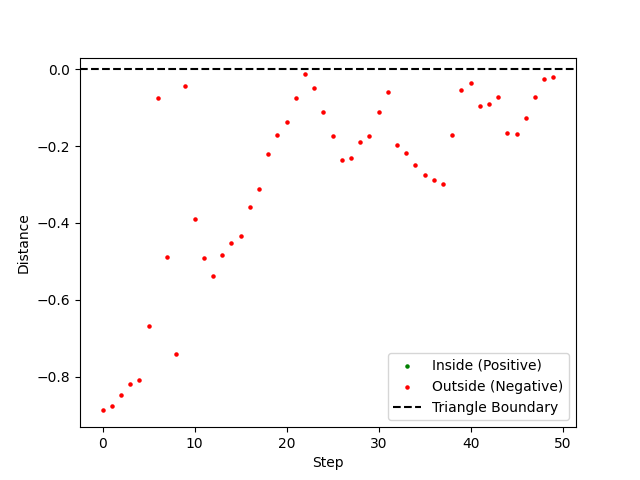 0.0
−0.2
−0.4
−0.6
−0.8
Distance
0 10 20 30 40 50
Step
Inside (Positive)
Outside (Negative)
Triangle Boundary